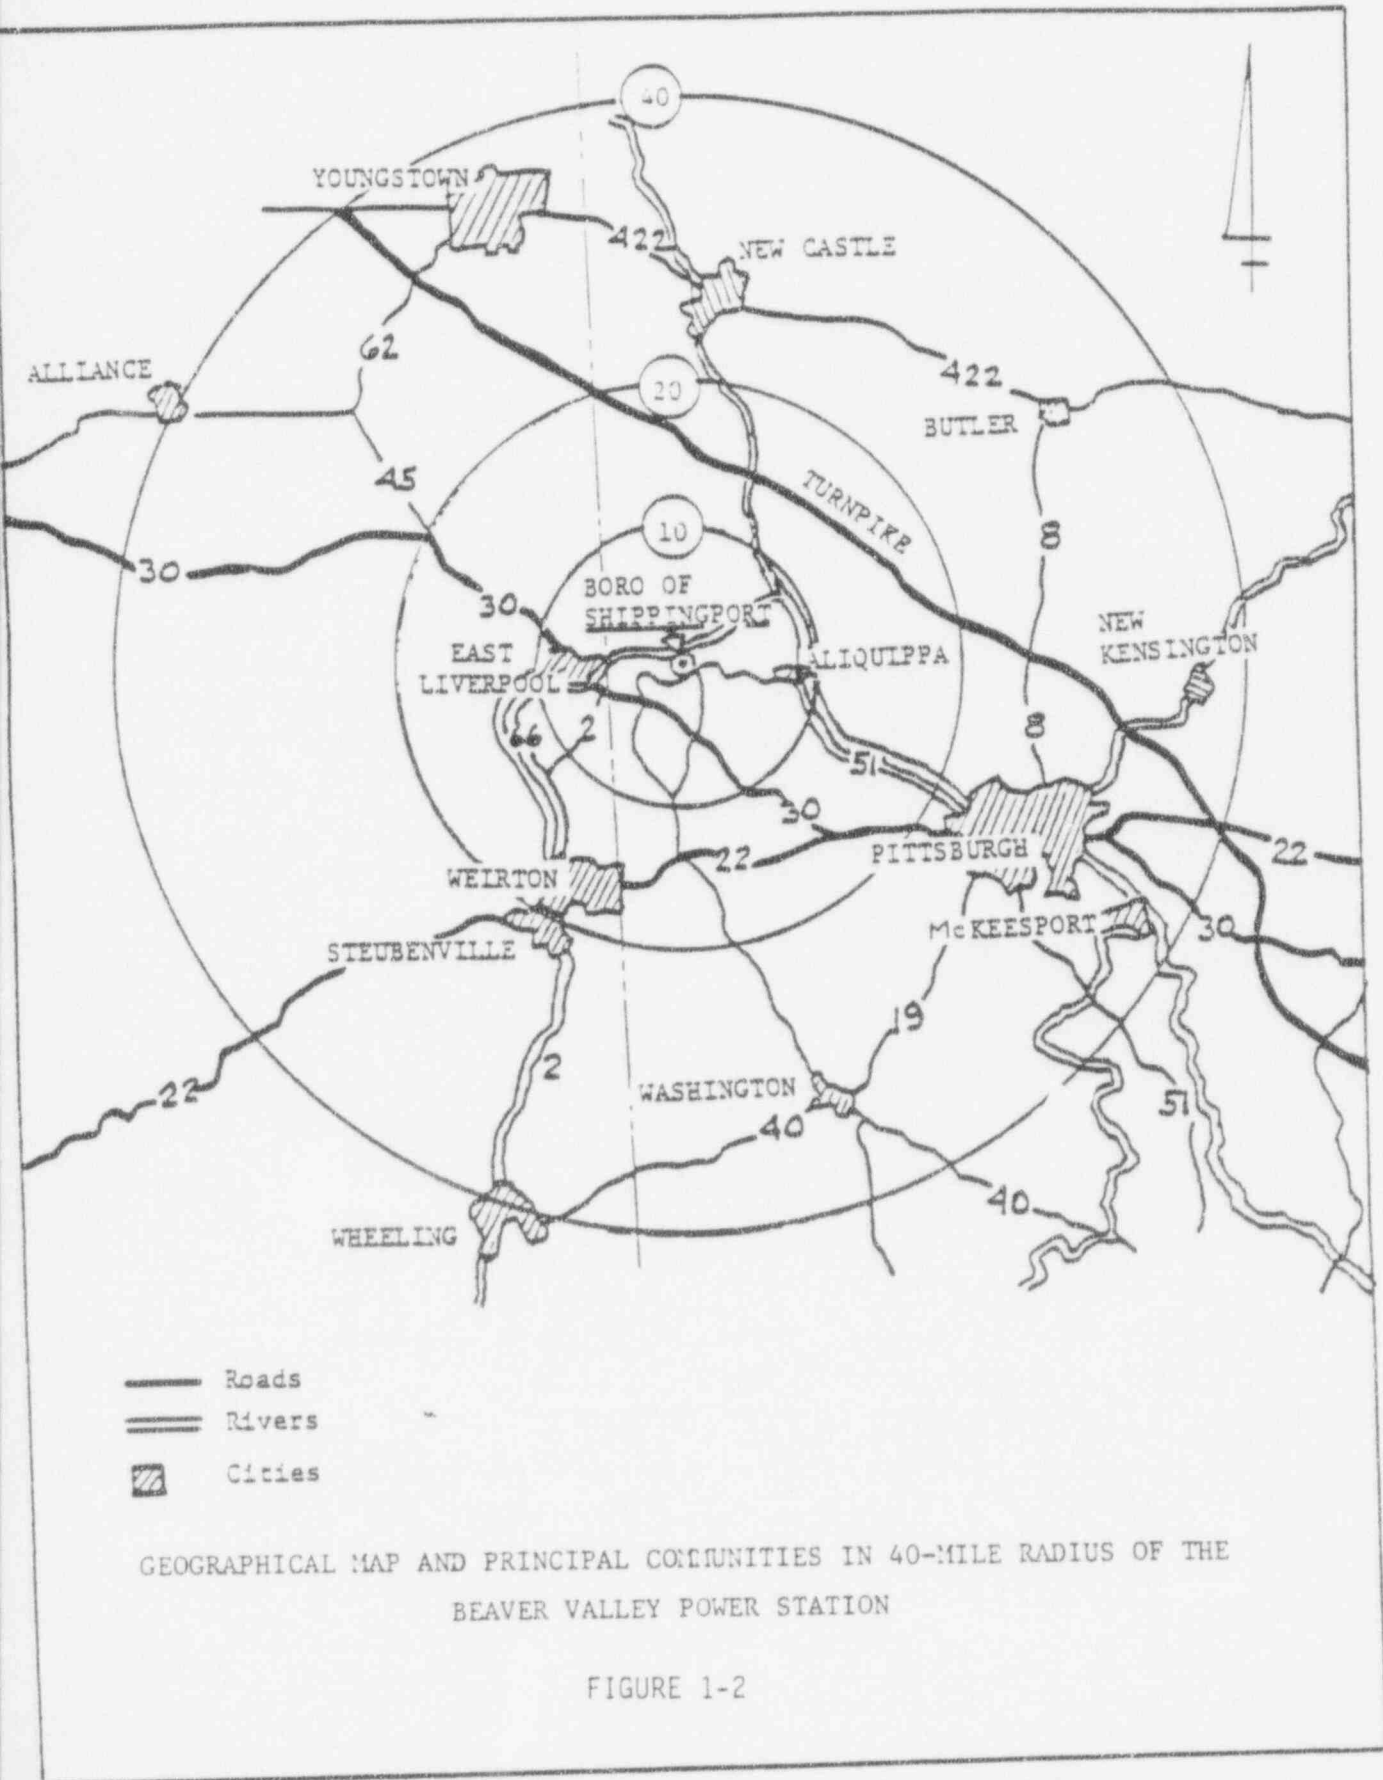 40
YOUNGSTOWN
422
NEW CASTLE
62
ALLIANCE
20
422
BUTLER
45
TURNPIKE
10
8
30
BORO OF
SHIPPINGPORT
30
NEW
KENSINGTON
EAST
LIVERPOOL
ALIQUIPPA
66
2
8
51
30
22
PITTSBURGH
22
WEIRTON
McKEESPORT
30
STEUBENVILLE
19
2
22
WASHINGTON
51
40
40
WHEELING
Roads
Rivers
Cities
GEOGRAPHICAL MAP AND PRINCIPAL COMMUNITIES IN 40-MILE RADIUS OF THE
BEAVER VALLEY POWER STATION
FIGURE 1-2